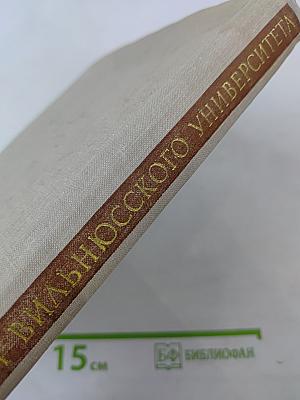 ВИЛЬНЮССКОГО УНИВЕРСИТЕТА
15 см
БФ БИБЛИОФАН